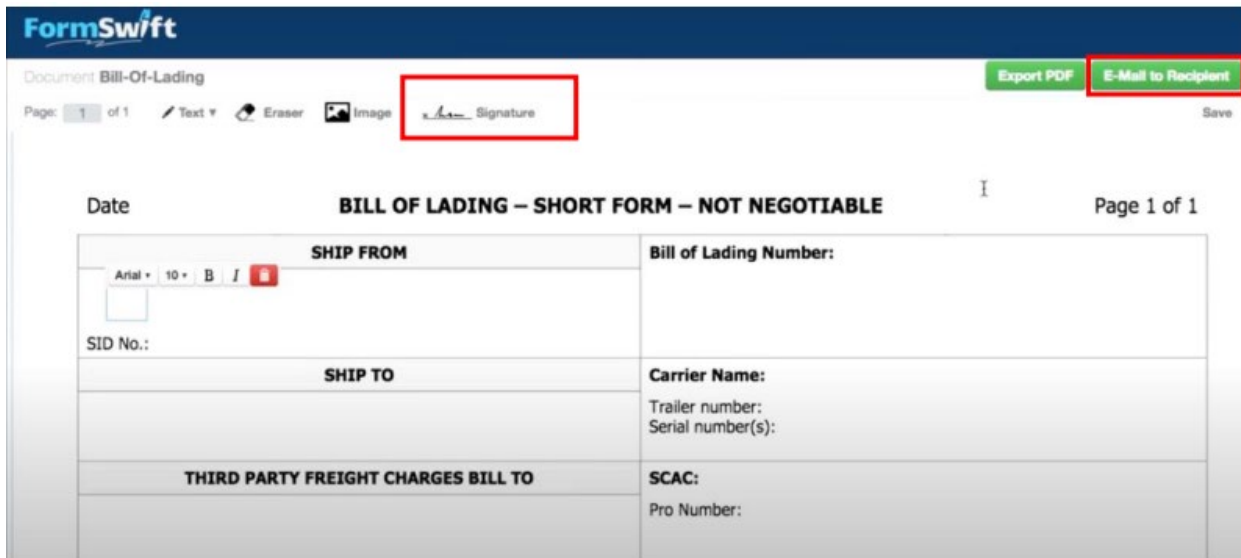 FormSwift
Document Bill-Of-Lading
Export PDF
E-Mail to Recipient
Page: 1 of 1 Text Eraser Image Signature
Save
Date BILL OF LADING – SHORT FORM – NOT NEGOTIABLE Page 1 of 1
SHIP FROM
Bill of Lading Number:
Arial 10 B I
SID No.:
SHIP TO
Carrier Name:
Trailer number:
Serial number(s):
THIRD PARTY FREIGHT CHARGES BILL TO
SCAC:
Pro Number: